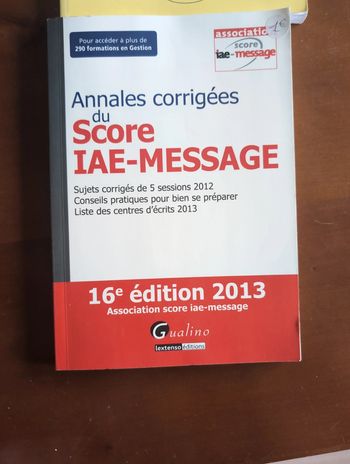 Pour accéder à plus de
290 formations en Gestion
associatio
score
iae-message
1€
Annales corrigées
du
Score
IAE-MESSAGE
Sujets corrigés de 5 sessions 2012
Conseils pratiques pour bien se préparer
Liste des centres d'écrits 2013
16e édition 2013
Association score iae-message
Gualino
lextenso éditions